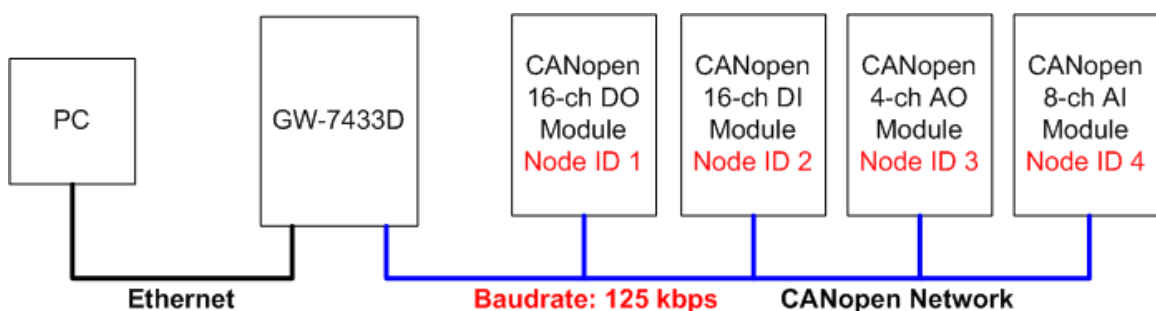 PC
GW-7433D
CANopen
16-ch DO
Module
Node ID 1
CANopen
16-ch DI
Module
Node ID 2
CANopen
4-ch AO
Module
Node ID 3
CANopen
8-ch AI
Module
Node ID 4
Ethernet
Baudrate: 125 kbps
CANopen Network